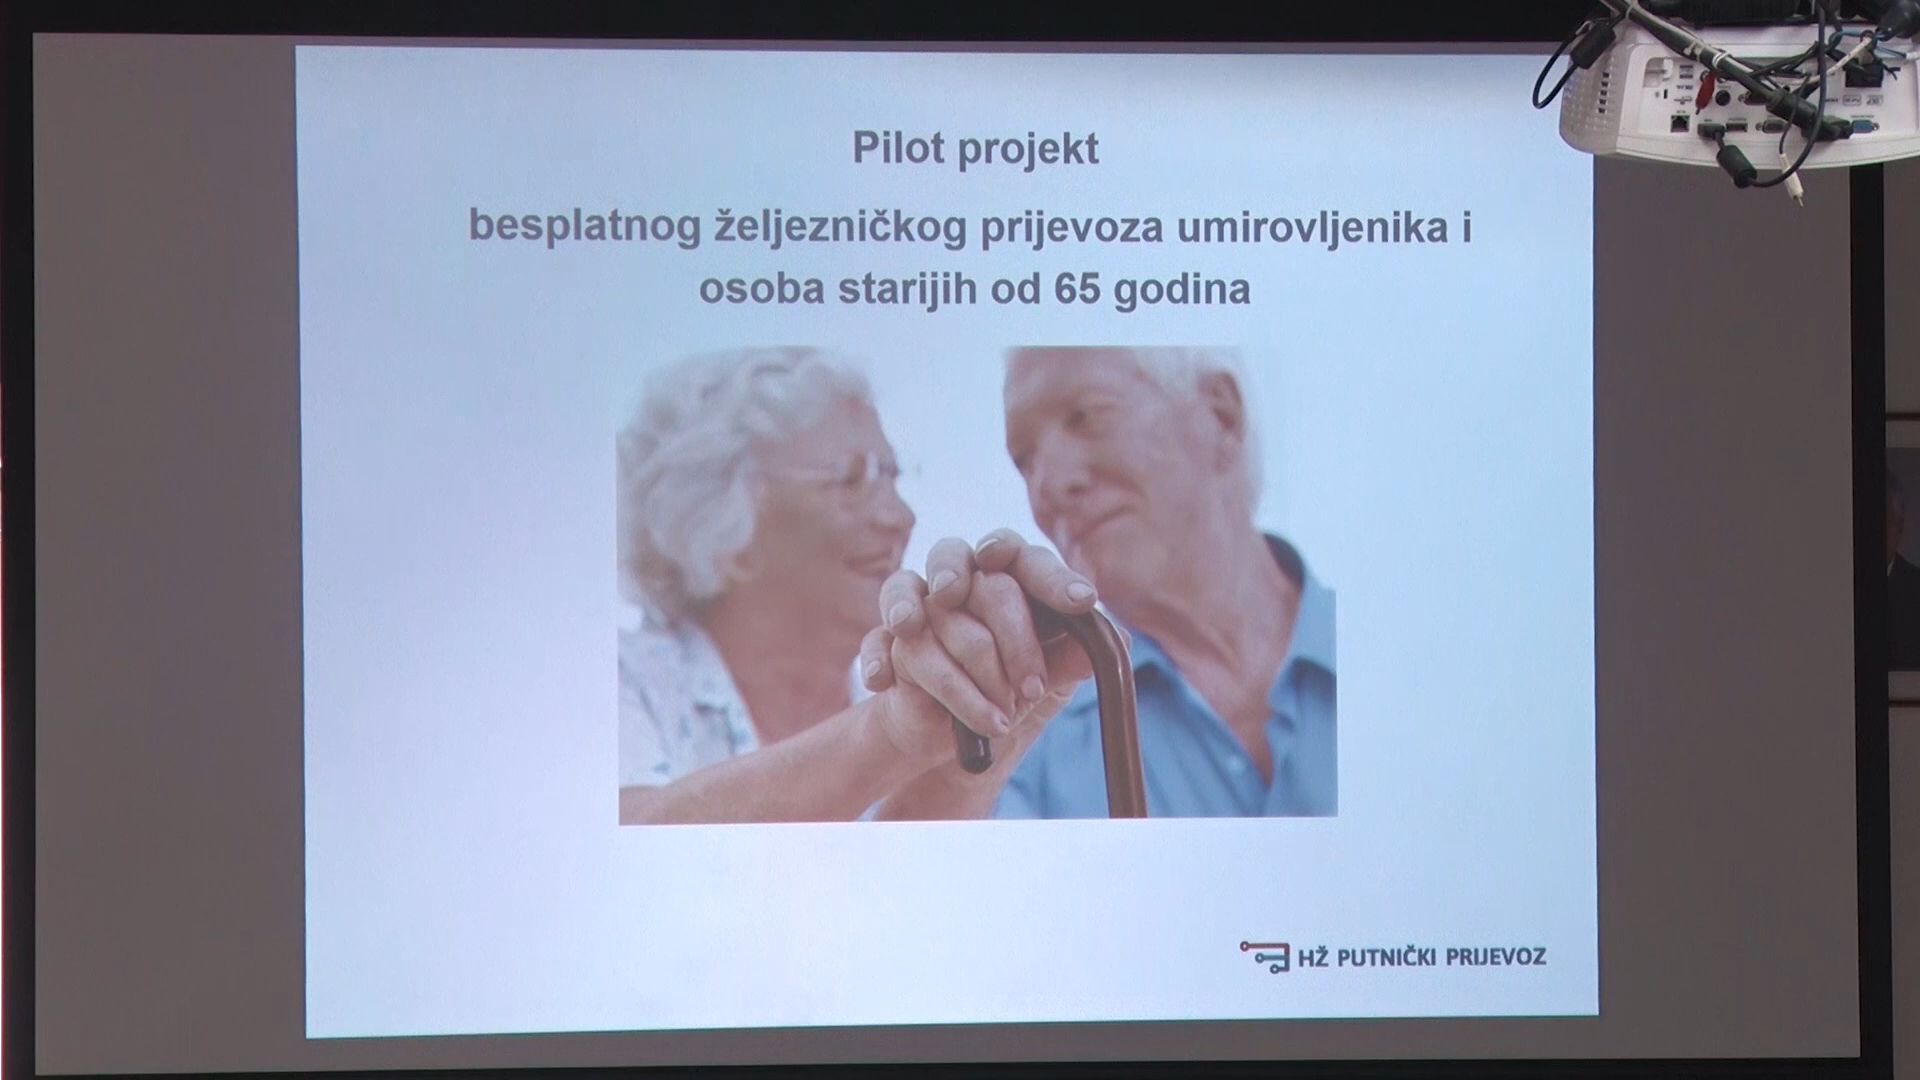 Pilot projekt
besplatnog željezničkog prijevoza umirovljenika i
osoba starijih od 65 godina
HŽ PUTNIČKI PRIJEVOZ